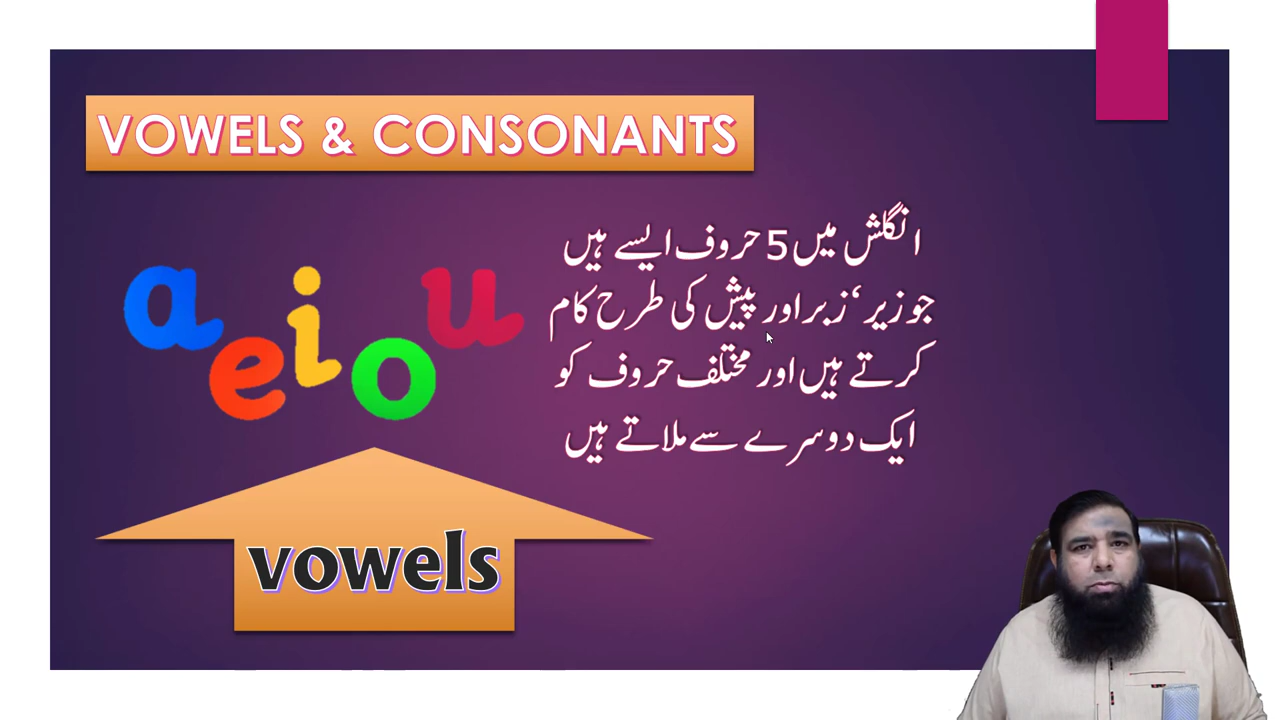 VOWELS & CONSONANTS
a e i o u
انگلش میں 5 حروف ایسے ہیں
جو زیر‘ زبر اور پیش کی طرح کام
کرتے ہیں اور مختلف حروف کو
ایک دوسرے سے ملاتے ہیں
vowels